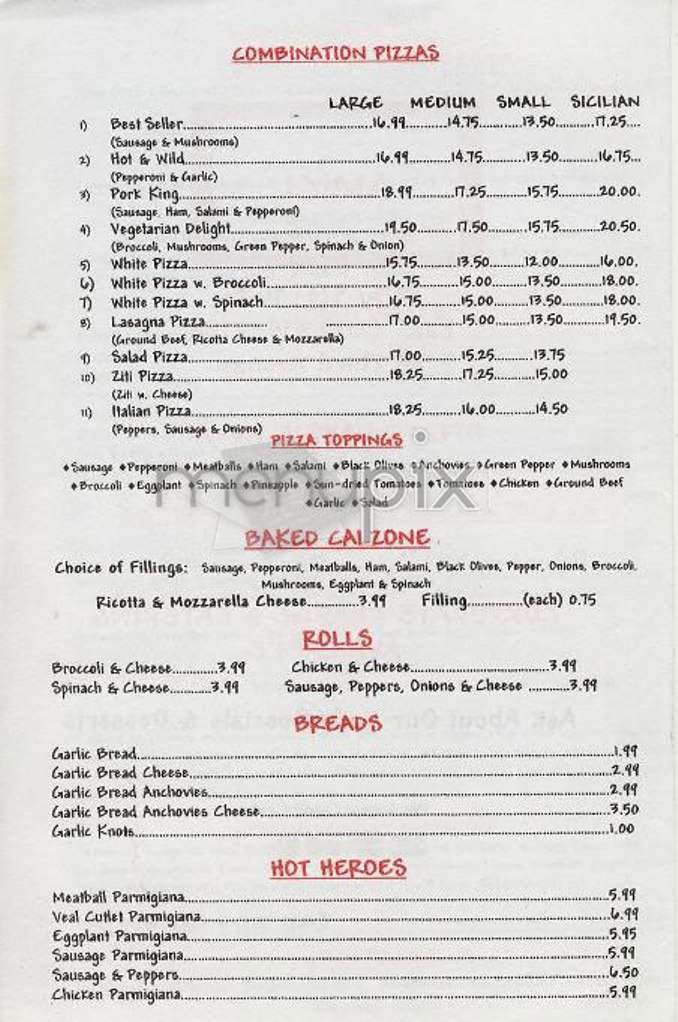 COMBINATION PIZZAS
LARGE MEDIUM SMALL SICILIAN
1) Best Seller 16.99 14.75 13.50 17.25
(Sausage & Mushrooms)
2) Hot & Wild 16.99 14.75 13.50 16.75
(Pepperoni & Garlic)
3) Pork King 18.99 17.25 15.75 20.00
(Sausage, Ham, Salami & Pepperoni)
4) Vegetarian Delight 19.50 17.50 15.75 20.50
(Broccoli, Mushrooms, Green Pepper, Spinach & Onion)
5) White Pizza 15.75 13.50 12.00 16.00
6) White Pizza w. Broccoli 16.75 15.00 13.50 18.00
7) White Pizza w. Spinach 16.75 15.00 13.50 18.00
8) Lasagna Pizza 17.00 15.00 13.50 19.50
(Ground Beef, Ricotta Cheese & Mozzarella)
9) Salad Pizza 17.00 15.25 13.75
10) Ziti Pizza 18.25 17.25 15.00
(Ziti w. Cheese)
11) Italian Pizza 18.25 16.00 14.50
(Peppers, Sausage & Onions)
PIZZA TOPPINGS
♦Sausage ♦Pepperoni ♦Meatballs ♦Ham ♦Salami ♦Black Olives ♦Anchovies ♦Green Pepper ♦Mushrooms
♦Broccoli ♦Eggplant ♦Spinach ♦Pineapple ♦Sun-dried Tomatoes ♦Tomatoes ♦Chicken ♦Ground Beef
♦Garlic ♦Salad
menupix
BAKED CALZONE
Choice of Fillings: Sausage, Pepperoni, Meatballs, Ham, Salami, Black Olives, Pepper, Onions, Broccoli,
Mushrooms, Eggplant & Spinach
Ricotta & Mozzarella Cheese 3.99 Filling (each) 0.75
ROLLS
Broccoli & Cheese 3.99 Chicken & Cheese 3.99
Spinach & Cheese 3.99 Sausage, Peppers, Onions & Cheese 3.99
BREADS
Garlic Bread 1.99
Garlic Bread Cheese 2.99
Garlic Bread Anchovies 2.99
Garlic Bread Anchovies Cheese 3.50
Garlic Knots 1.00
HOT HEROES
Meatball Parmigiana 5.99
Veal Cutlet Parmigiana 6.99
Eggplant Parmigiana 5.95
Sausage Parmigiana 5.99
Sausage & Peppers 6.50
Chicken Parmigiana 5.99